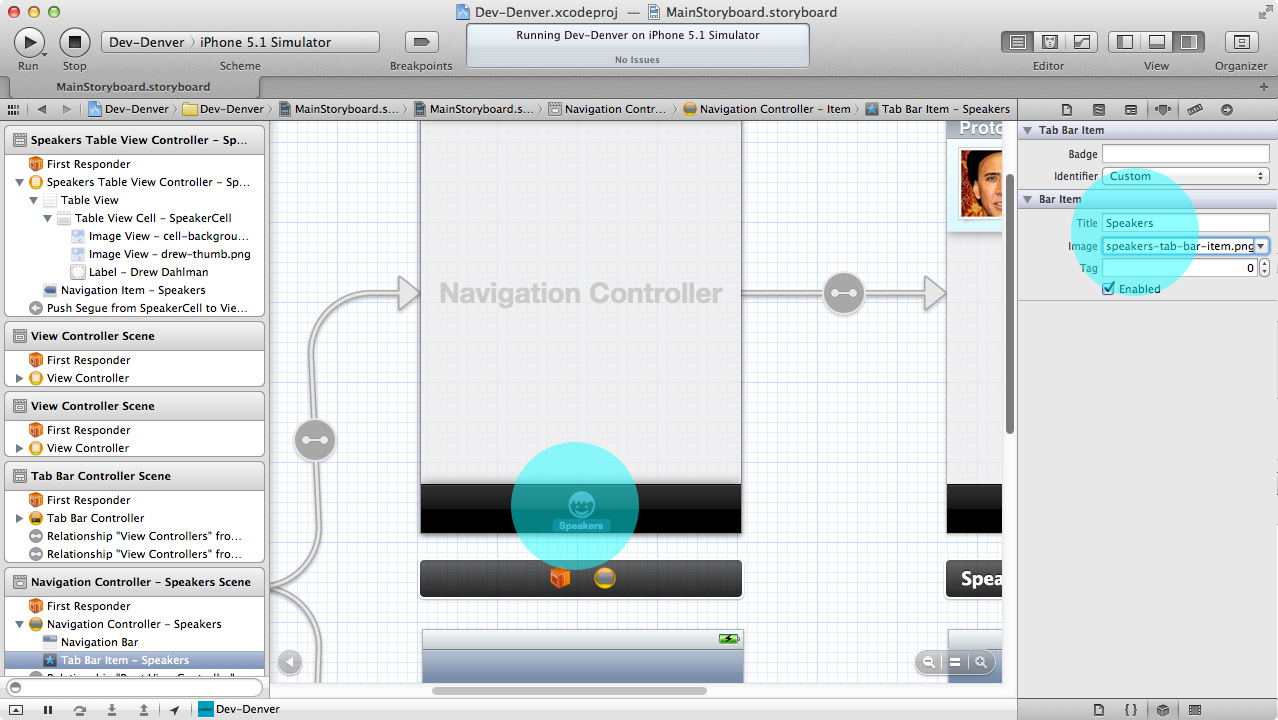 Dev-Denver.xcodeproj — MainStoryboard.storyboard
Dev-Denver iPhone 5.1 Simulator
Running Dev-Denver on iPhone 5.1 Simulator
No Issues
Run Stop Scheme Breakpoints Editor View Organizer
MainStoryboard.storyboard
Dev-Denver Dev-Denver MainStoryboard.s... MainStoryboard.s... Navigation Contr... Navigation Controller – Item Tab Bar Item – Speakers
Speakers Table View Controller – Sp...
First Responder
Speakers Table View Controller – Sp...
Table View
Table View Cell – SpeakerCell
Image View – cell-backgrou...
Image View – drew-thumb.png
Label – Drew Dahlman
Navigation Item – Speakers
Push Segue from SpeakerCell to Vie...
View Controller Scene
First Responder
View Controller
View Controller Scene
First Responder
View Controller
Tab Bar Controller Scene
First Responder
Tab Bar Controller
Relationship "View Controllers" fro...
Relationship "View Controllers" fro...
Navigation Controller – Speakers Scene
First Responder
Navigation Controller – Speakers
Navigation Bar
Tab Bar Item – Speakers
Navigation Controller
Speakers
Proto
Spea
Tab Bar Item
Badge
Identifier Custom
Bar Item
Title Speakers
Image speakers-tab-bar-item.png
Tag 0
Enabled
Dev-Denver